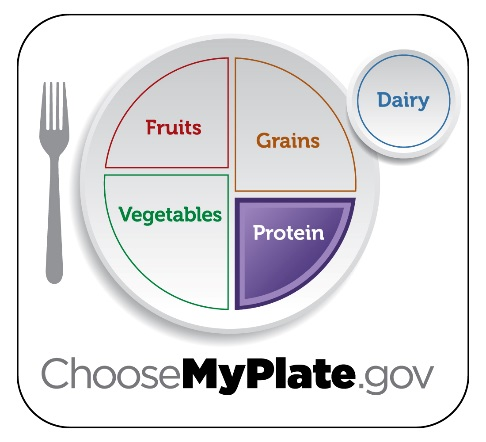 Fruits
Grains
Dairy
Vegetables
Protein
ChooseMyPlate.gov